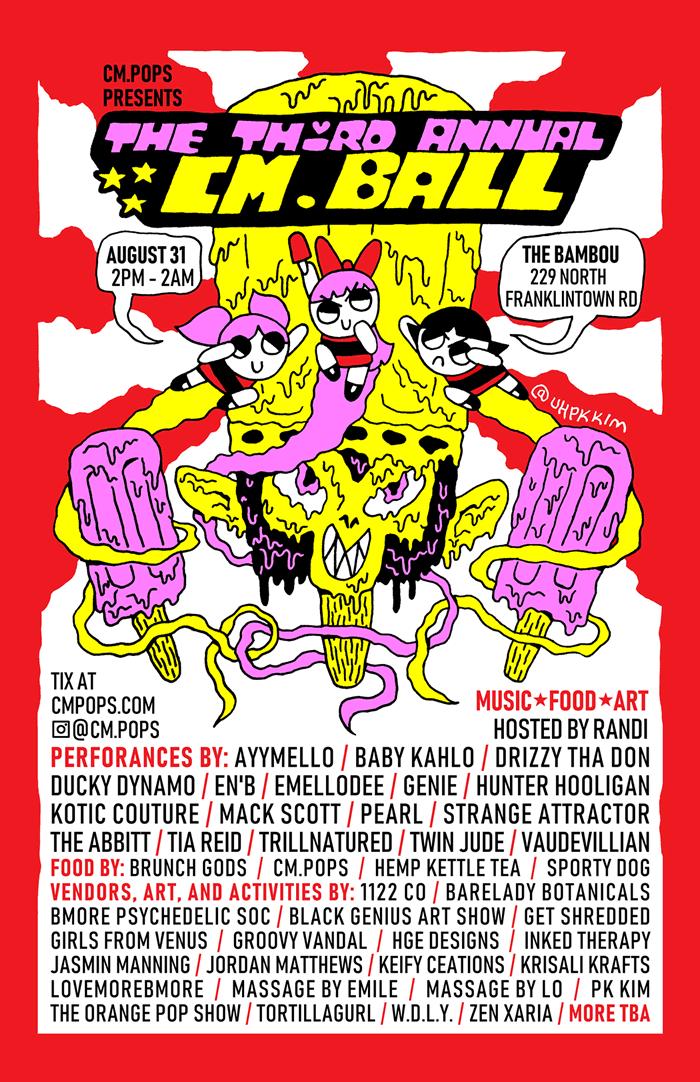 CM.POPS
PRESENTS
THE THIRD ANNUAL
CM. BALL
AUGUST 31
2PM - 2AM
THE BAMBOU
229 NORTH
FRANKLINTOWN RD
@UHPKKIM
TIX AT
CMPOPS.COM
@CM.POPS
MUSIC★FOOD★ART
HOSTED BY RANDI
PERFORANCES BY: AYYMELLO / BABY KAHLO / DRIZZY THA DON
DUCKY DYNAMO / EN'B / EMELLODEE / GENIE / HUNTER HOOLIGAN
KOTIC COUTURE / MACK SCOTT / PEARL / STRANGE ATTRACTOR
THE ABBITT / TIA REID / TRILLNATURED / TWIN JUDE / VAUDEVILLIAN
FOOD BY: BRUNCH GODS / CM.POPS / HEMP KETTLE TEA / SPORTY DOG
VENDORS, ART, AND ACTIVITIES BY: 1122 CO / BARELADY BOTANICALS
BMORE PSYCHEDELIC SOC / BLACK GENIUS ART SHOW / GET SHREDDED
GIRLS FROM VENUS / GROOVY VANDAL / HGE DESIGNS / INKED THERAPY
JASMIN MANNING / JORDAN MATTHEWS / KEIFY CEATIONS / KRISALI KRAFTS
LOVEMOREBMORE / MASSAGE BY EMILE / MASSAGE BY LO / PK KIM
THE ORANGE POP SHOW / TORTILLAGURL / W.D.L.Y. / ZEN XARIA / MORE TBA